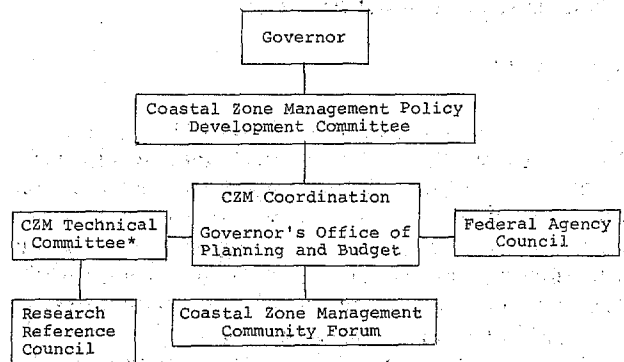 Governor
Coastal Zone Management Policy
Development Committee
CZM Coordination
Governor's Office of
Planning and Budget
CZM Technical
Committee*
Federal Agency
Council
Research
Reference
Council
Coastal Zone Management
Community Forum